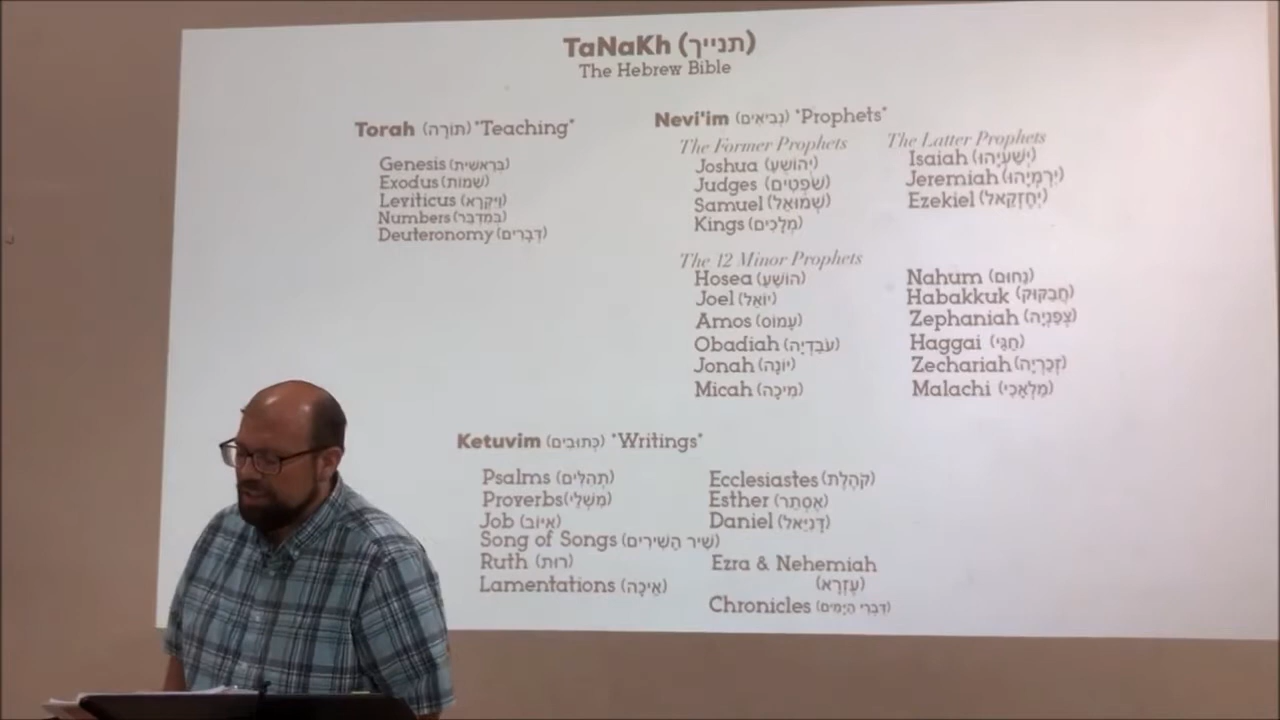 TaNaKh (תנייך)
The Hebrew Bible
Torah (תּוֹרָה) "Teaching"
Genesis (בְּרֵאשִׁית)
Exodus (שְׁמוֹת)
Leviticus (וַיִּקְרָא)
Numbers (בְּמִדְבַּר)
Deuteronomy (דְּבָרִים)
Nevi'im (נְבִיאִים) "Prophets"
The Former Prophets
Joshua (יְהוֹשֻׁעַ)
Judges (שֹׁפְטִים)
Samuel (שְׁמוּאֵל)
Kings (מְלָכִים)
The Latter Prophets
Isaiah (יְשַׁעְיָהוּ)
Jeremiah (יִרְמְיָהוּ)
Ezekiel (יְחֶזְקֵאל)
The 12 Minor Prophets
Hosea (הוֹשֵׁעַ)
Joel (יוֹאֵל)
Amos (עָמוֹס)
Obadiah (עֹבַדְיָה)
Jonah (יוֹנָה)
Micah (מִיכָה)
Nahum (נַחוּם)
Habakkuk (חֲבַקּוּק)
Zephaniah (צְפַנְיָה)
Haggai (חַגַּי)
Zechariah (זְכַרְיָה)
Malachi (מַלְאָכִי)
Ketuvim (כְּתוּבִים) "Writings"
Psalms (תְהִלִּים)
Proverbs (מִשְׁלֵי)
Job (אִיּוֹב)
Song of Songs (שִׁיר הַשִּׁירִים)
Ruth (רוּת)
Lamentations (אֵיכָה)
Ecclesiastes (קֹהֶלֶת)
Esther (אֶסְתֵּר)
Daniel (דָּנִיֵּאל)
Ezra & Nehemiah
(עֶזְרָא)
Chronicles (דִּבְרֵי הַיָּמִים)